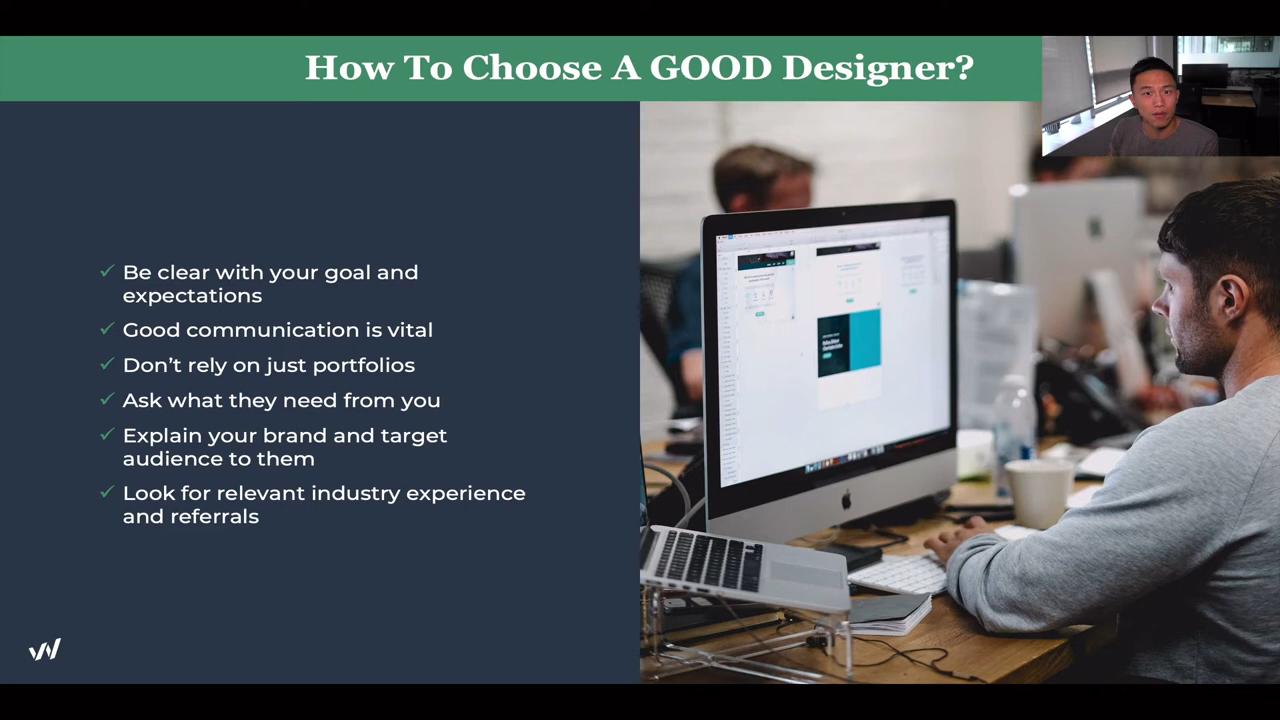 How To Choose A GOOD Designer?
Be clear with your goal and
expectations
Good communication is vital
Don't rely on just portfolios
Ask what they need from you
Explain your brand and target
audience to them
Look for relevant industry experience
and referrals